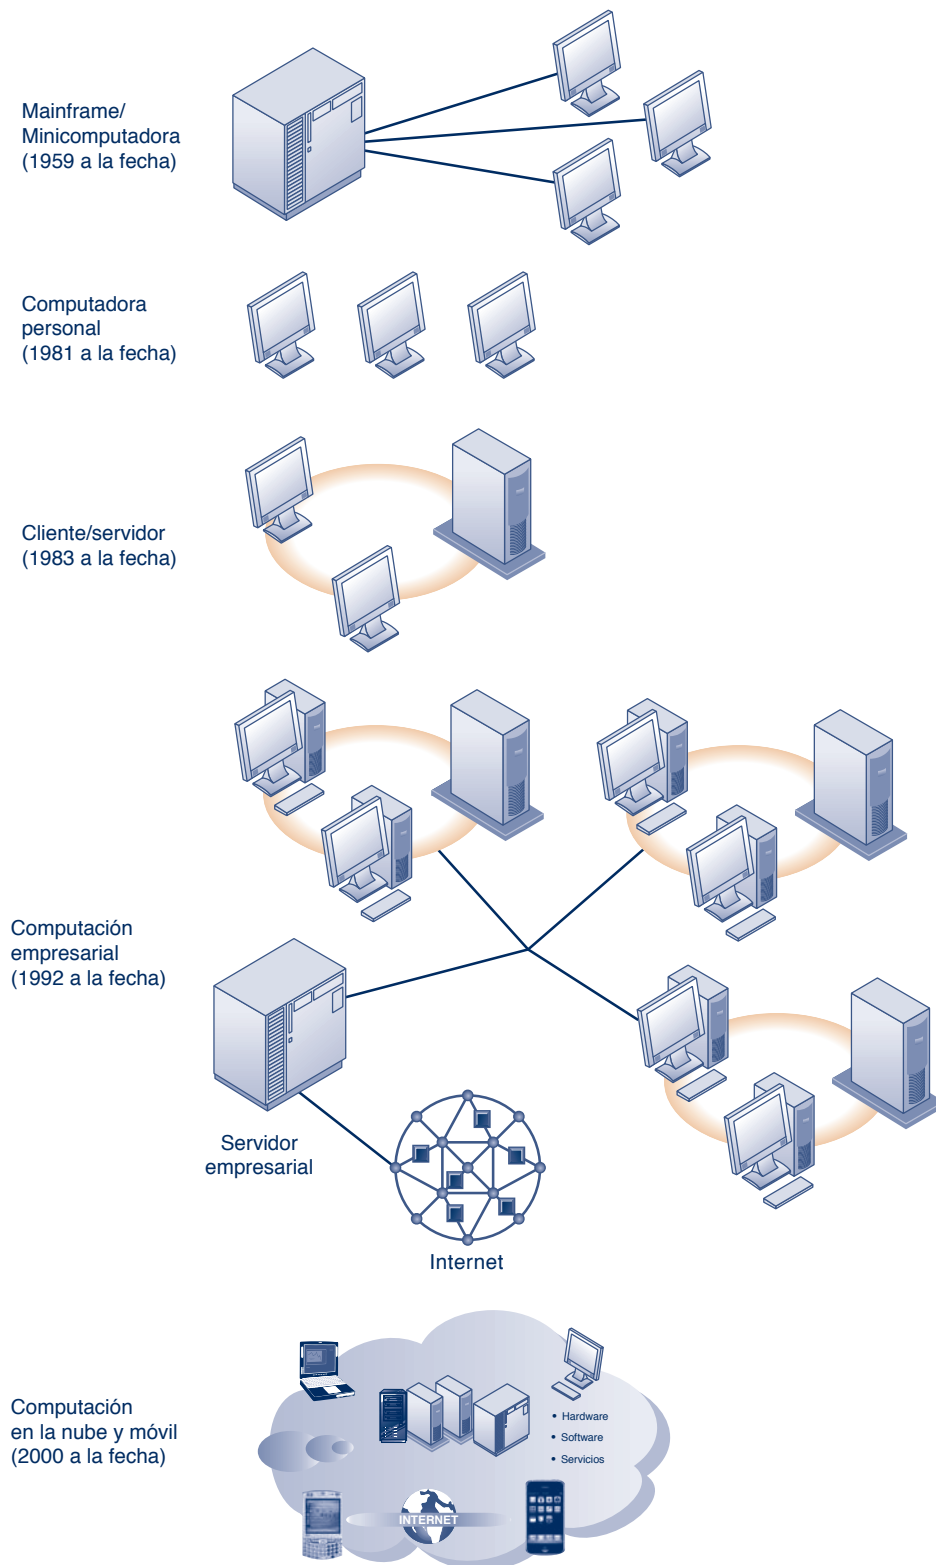 Mainframe/
Minicomputadora
(1959 a la fecha)
Computadora
personal
(1981 a la fecha)
Cliente/servidor
(1983 a la fecha)
Computación
empresarial
(1992 a la fecha)
Servidor
empresarial
Internet
Computación
en la nube y móvil
(2000 a la fecha)
• Hardware
• Software
• Servicios
INTERNET